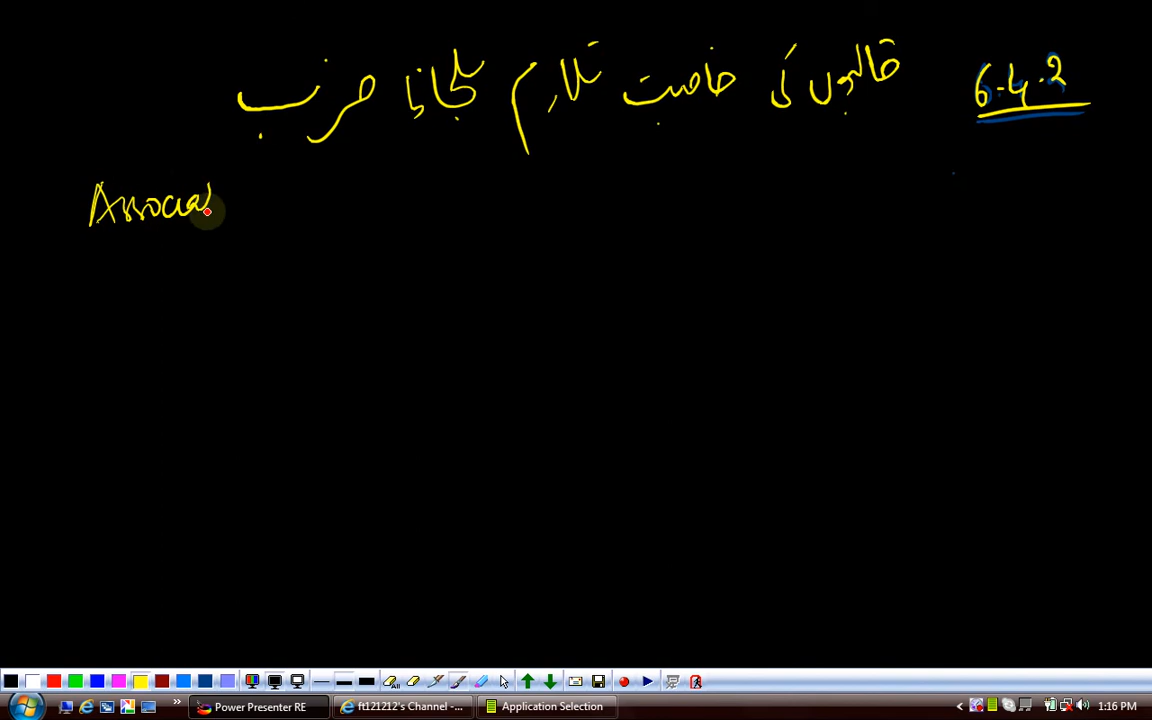 6.4.2 قالبوں کی خاصیت تلازم بلحاظ ضرب
Associat
Power Presenter RE
ft121212's Channel -...
Application Selection
1:16 PM